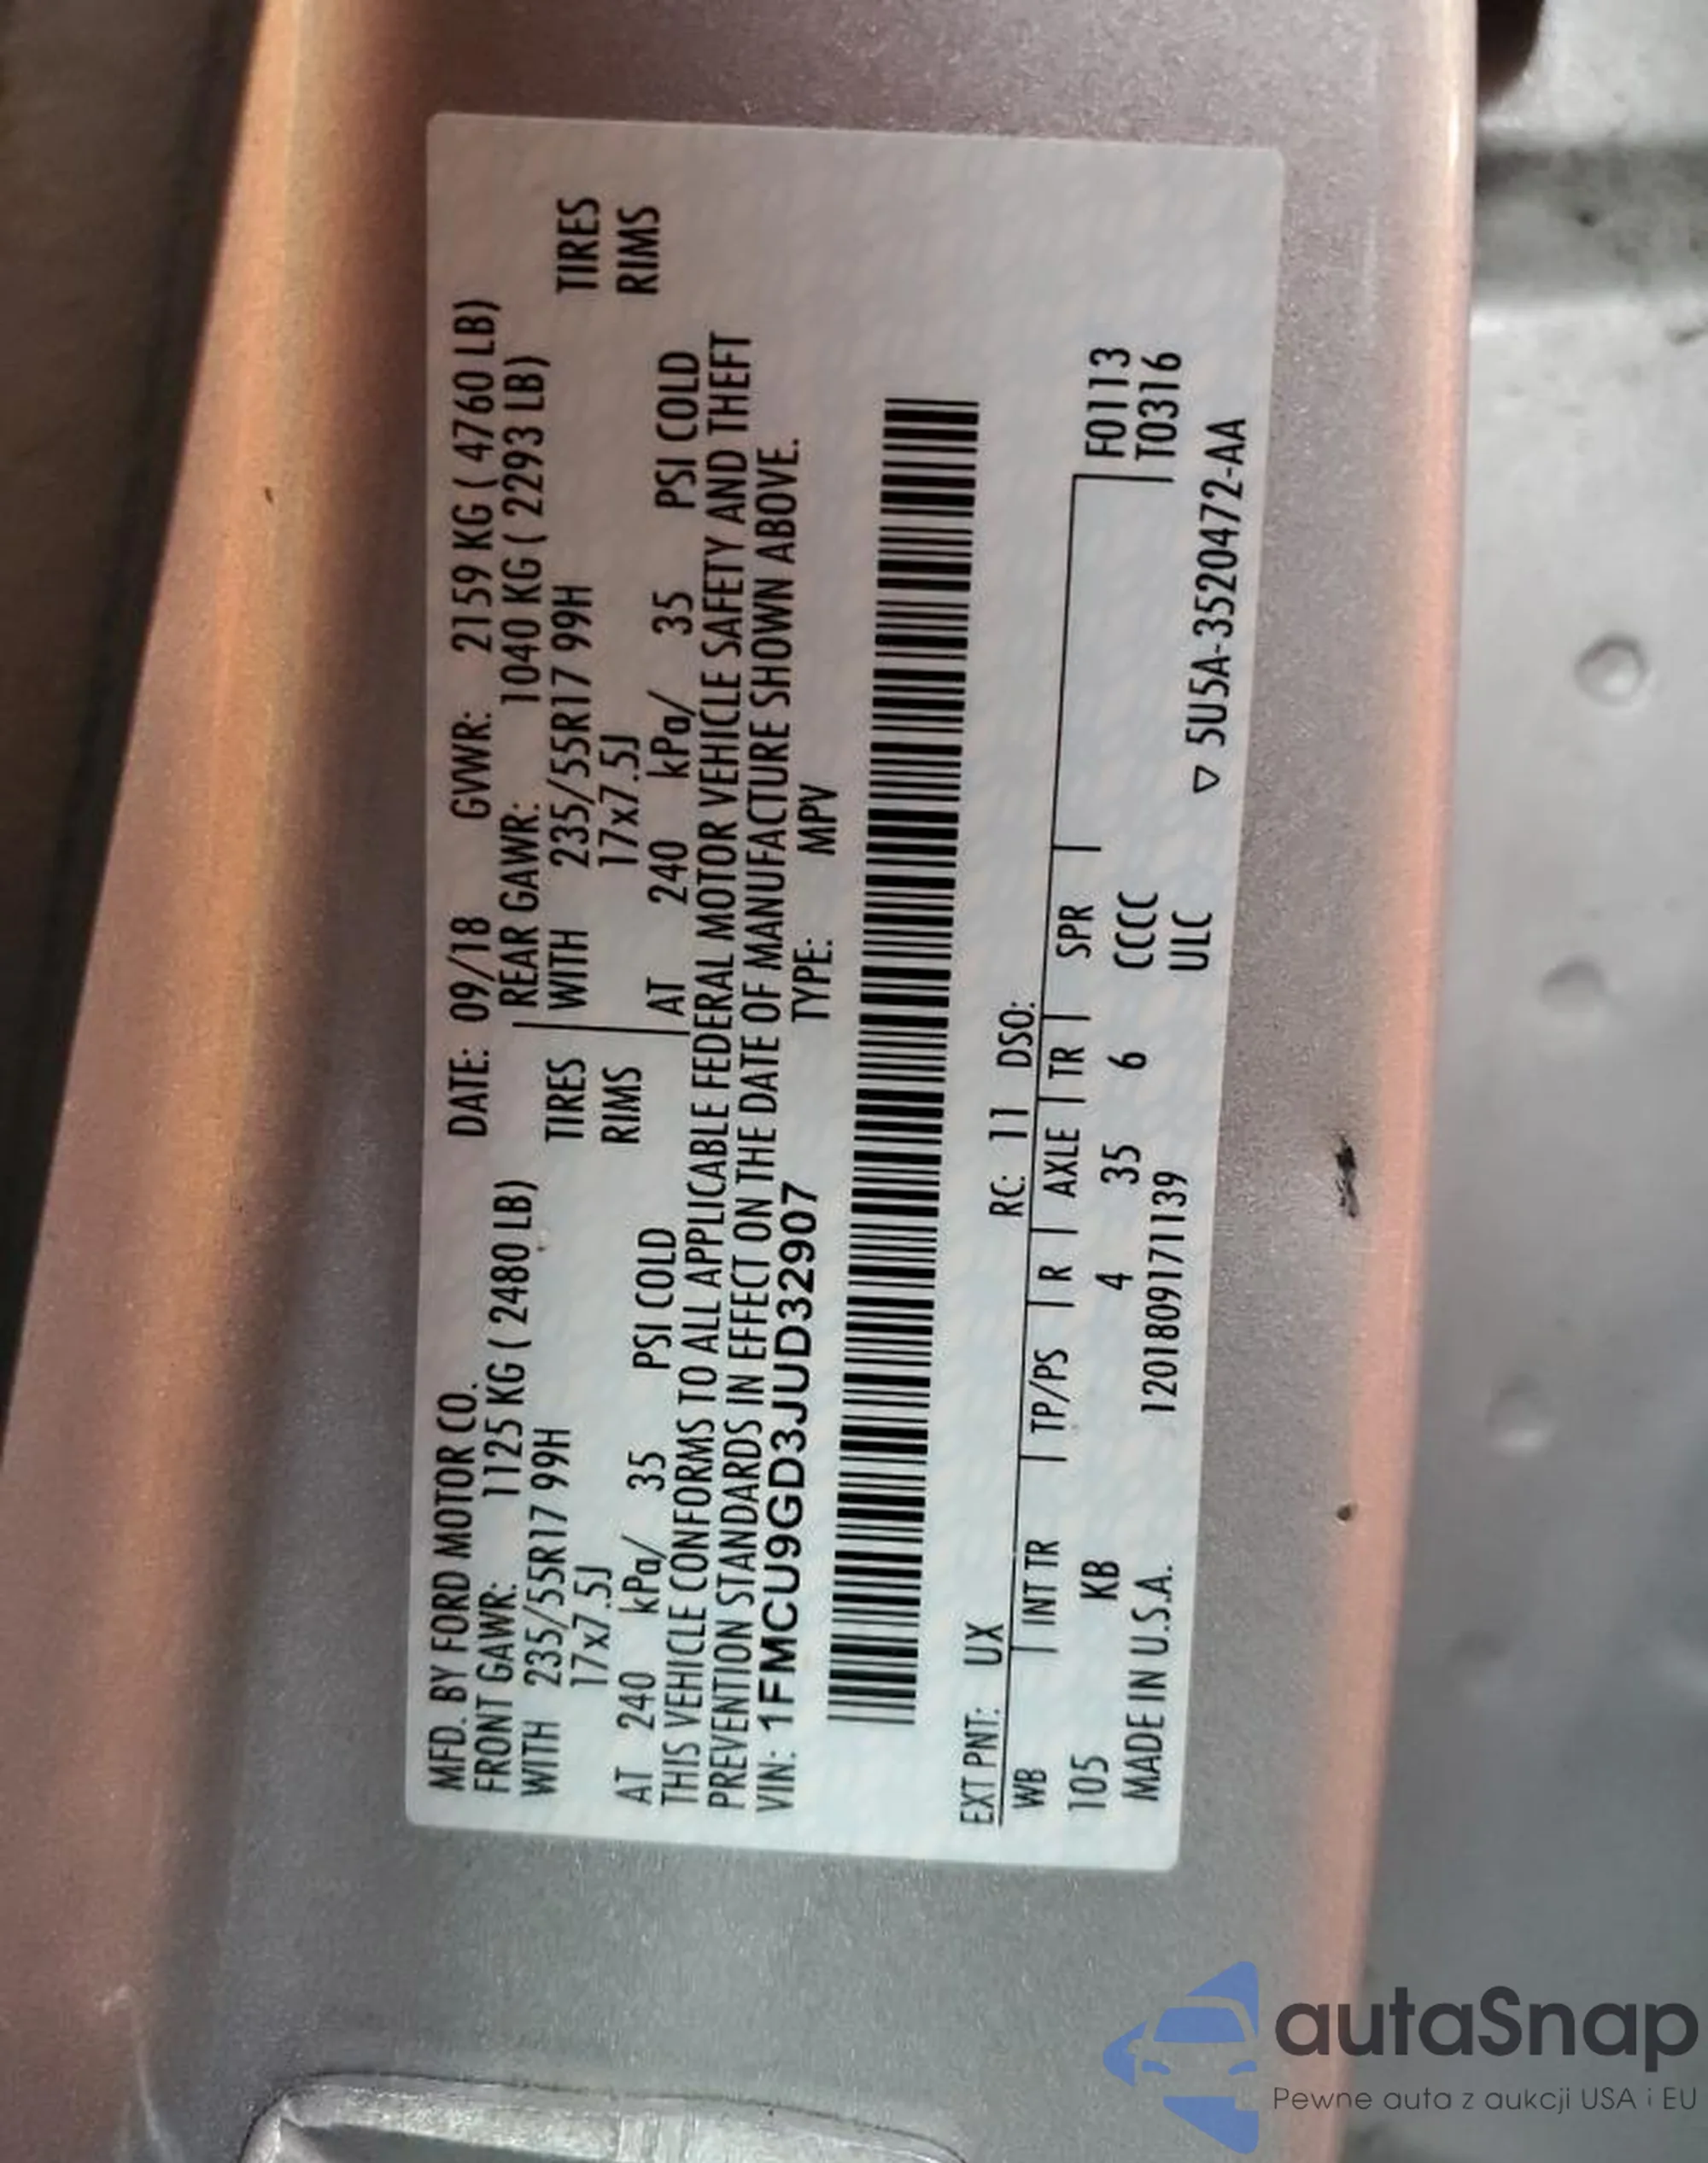 MFD. BY FORD MOTOR CO. DATE: 09/18 GVWR: 2159 KG ( 4760 LB)
FRONT GAWR: 1125 KG ( 2480 LB) REAR GAWR: 1040 KG ( 2293 LB)
WITH 235/55R17 99H TIRES WITH 235/55R17 99H TIRES
17x7.5J RIMS 17x7.5J RIMS
AT 240 kPa/ 35 PSI COLD AT 240 kPa/ 35 PSI COLD
THIS VEHICLE CONFORMS TO ALL APPLICABLE FEDERAL MOTOR VEHICLE SAFETY AND THEFT
PREVENTION STANDARDS IN EFFECT ON THE DATE OF MANUFACTURE SHOWN ABOVE.
VIN: 1FMCU9GD3JUD32907 TYPE: MPV
EXT PNT: UX RC: 11 DSO:
WB INT TR TP/PS R AXLE TR SPR F0113
105 KB 4 35 6 CCCC T0316
MADE IN U.S.A. 1201809171139 ULC
▽ 5U5A-3520472-AA
autaSnap
Pewne auta z aukcji USA i EU